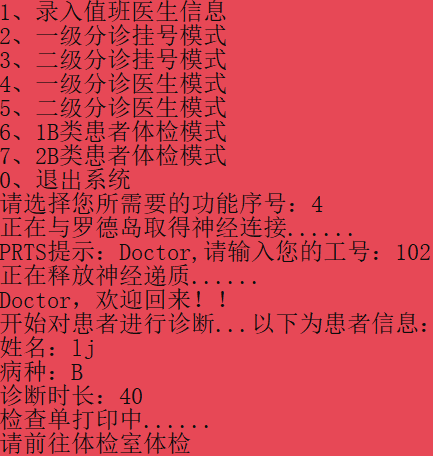 1、录入值班医生信息
2、一级分诊挂号模式
3、二级分诊挂号模式
4、一级分诊医生模式
5、二级分诊医生模式
6、1B类患者体检模式
7、2B类患者体检模式
0、退出系统
请选择您所需要的功能序号：4
正在与罗德岛取得神经连接......
PRTS提示：Doctor,请输入您的工号：102
正在释放神经递质......
Doctor，欢迎回来！！
开始对患者进行诊断...以下为患者信息：
姓名：lj
病种：B
诊断时长：40
检查单打印中......
请前往体检室体检